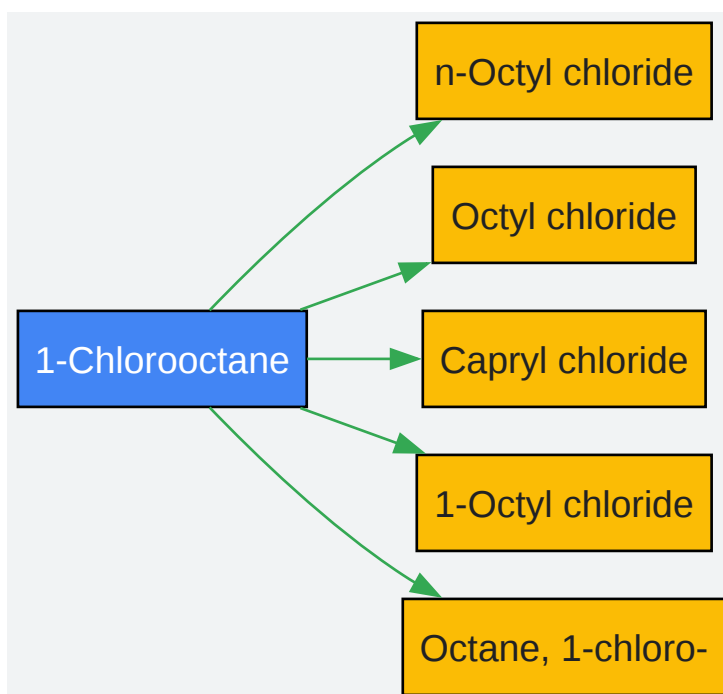 n-Octyl chloride
Octyl chloride
1-Chlorooctane
Capryl chloride
1-Octyl chloride
Octane, 1-chloro-